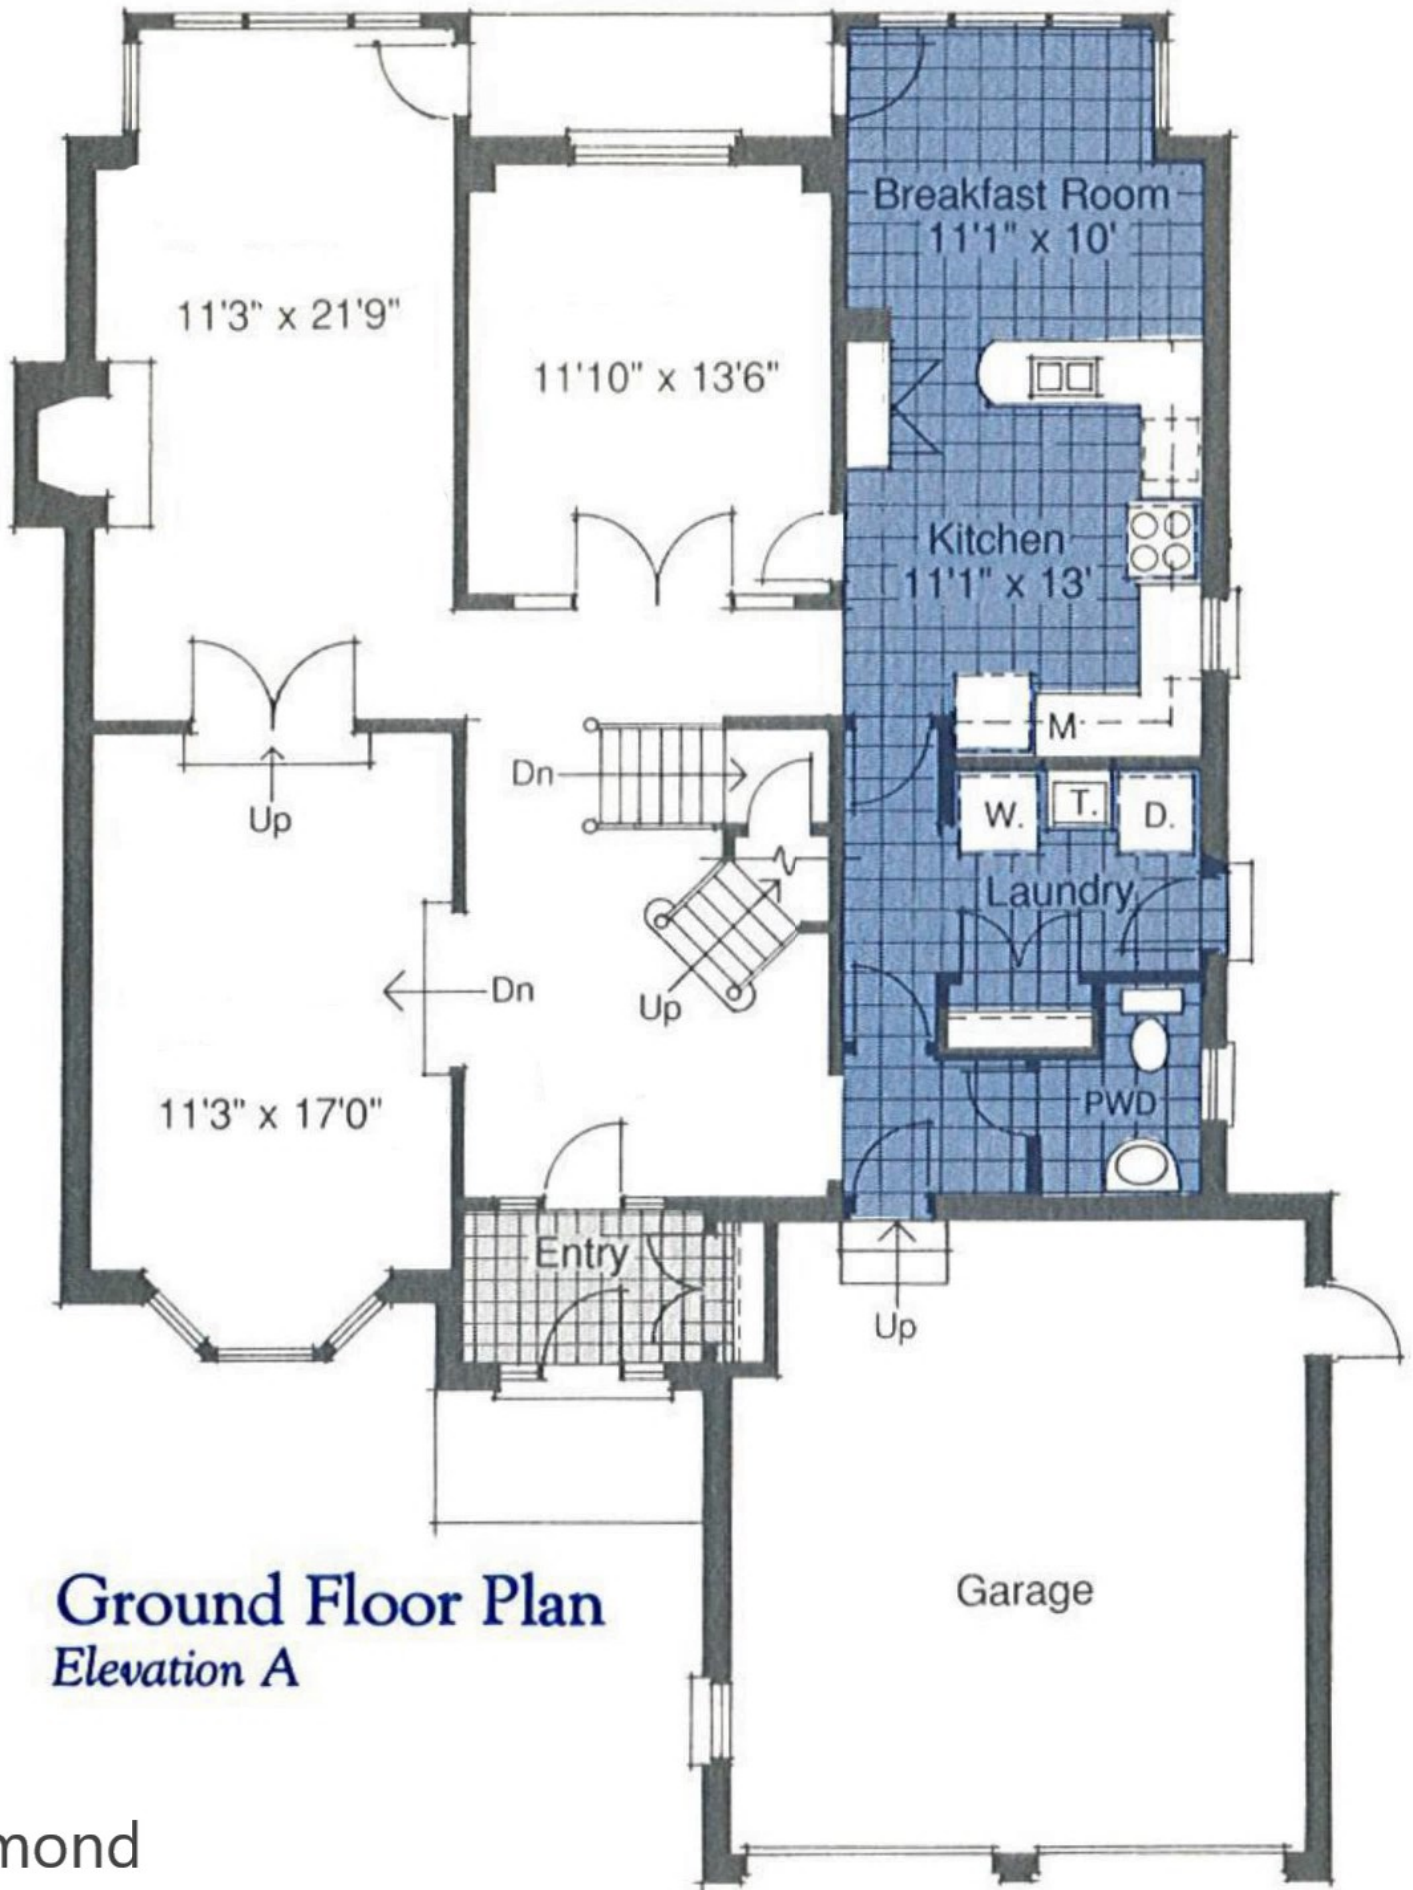 Breakfast Room
11'1" x 10'
11'3" x 21'9"
11'10" x 13'6"
Kitchen
11'1" x 13'
M
Dn
Up
W.
T.
D.
Laundry
Dn
Up
11'3" x 17'0"
PWD
Entry
Up
Garage
Ground Floor Plan
Elevation A
mond